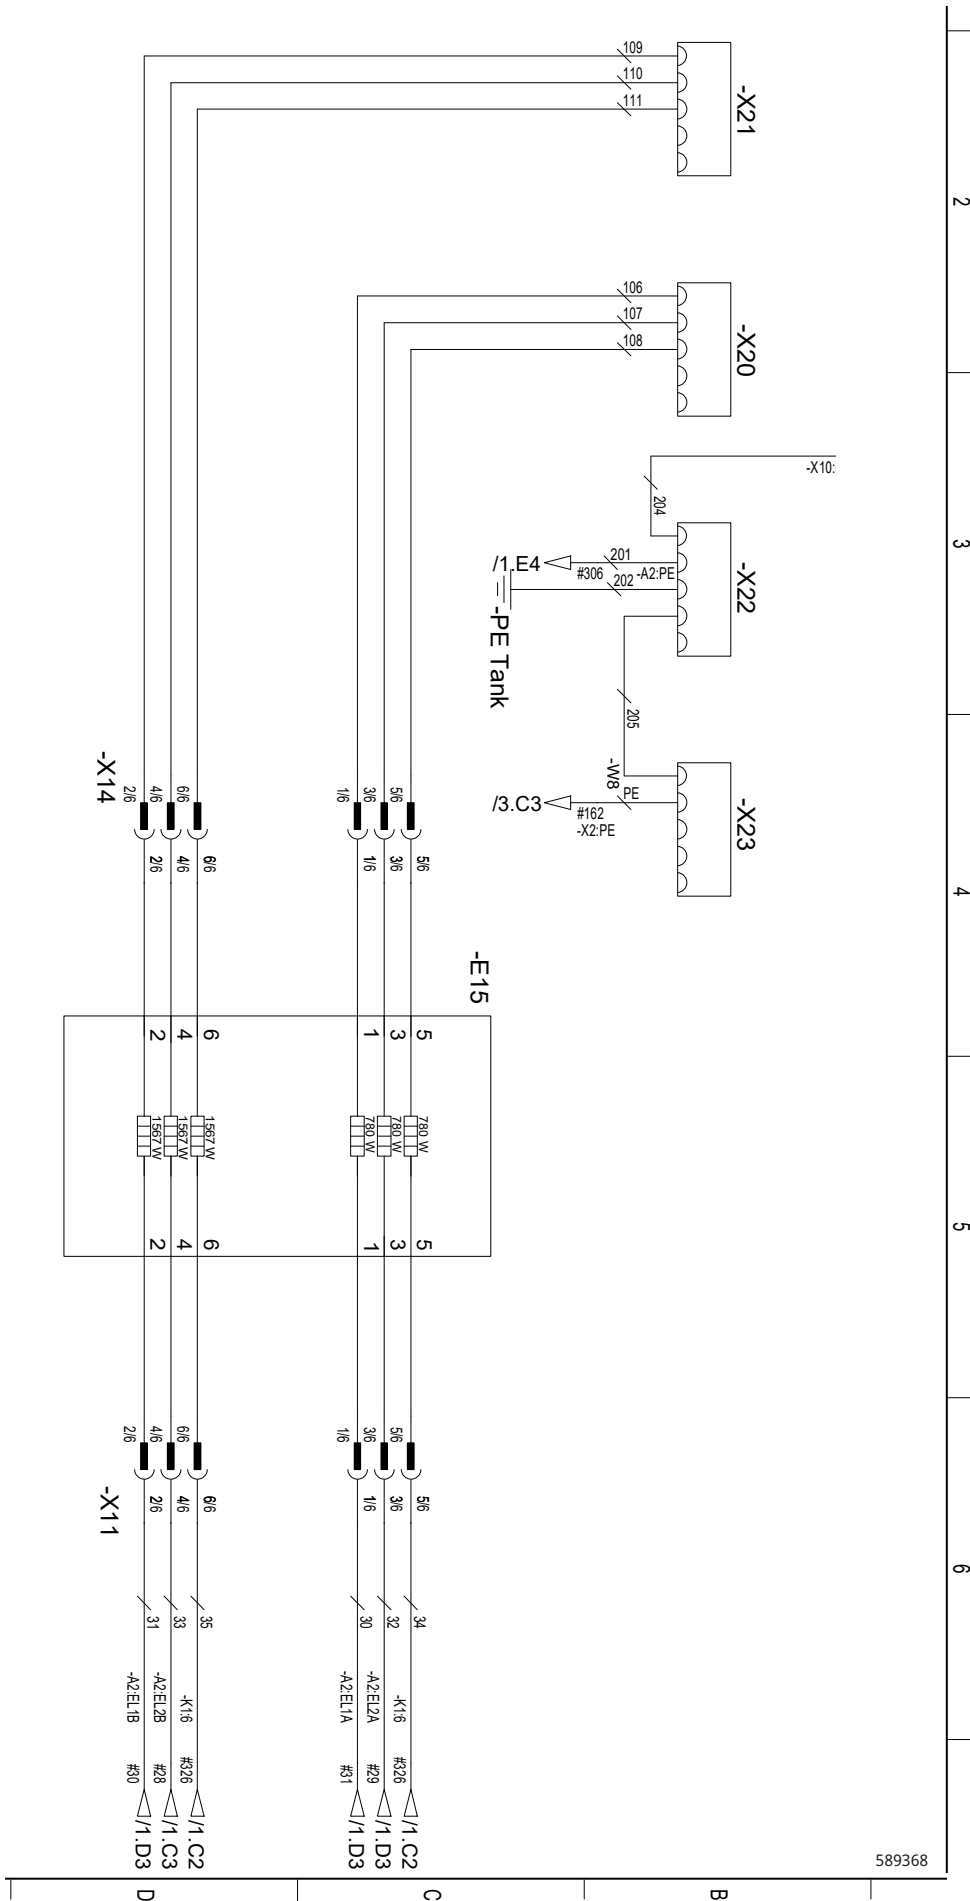 109
110
111
-X21
2
106
107
108
-X20
-X10:
204
3
/1.E4
201
#306
-A2:PE
202
-X22
-PE Tank
205
-W8
PE
/3.C3
#162
-X2:PE
-X23
-X14
2/6
4/6
6/6
1/6
3/6
5/6
2/6
4/6
6/6
1/6
3/6
5/6
4
-E15
2
4
6
1
3
5
1567 W
1567 W
1567 W
780 W
780 W
780 W
2
4
6
1
3
5
5
2/6
4/6
6/6
1/6
3/6
5/6
2/6
4/6
6/6
1/6
3/6
5/6
-X11
6
31
33
35
30
32
34
-A2:EL1B
-A2:EL2B
-K1:6
-A2:EL1A
-A2:EL2A
-K1:6
#30
#28
#326
#31
#29
#326
/1.D3
/1.C3
/1.C2
/1.D3
/1.D3
/1.C2
589368
D
C
B